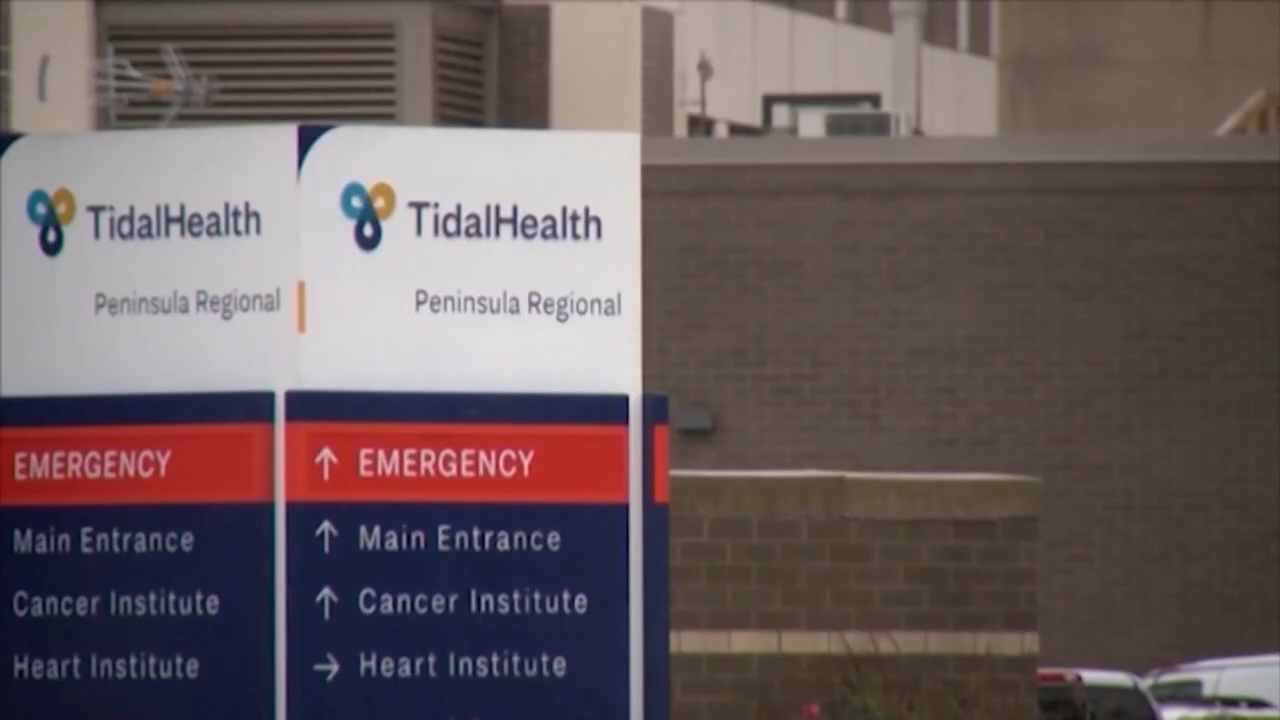 TidalHealth
Peninsula Regional
EMERGENCY
Main Entrance
Cancer Institute
Heart Institute
TidalHealth
Peninsula Regional
↑ EMERGENCY
↑ Main Entrance
↑ Cancer Institute
→ Heart Institute